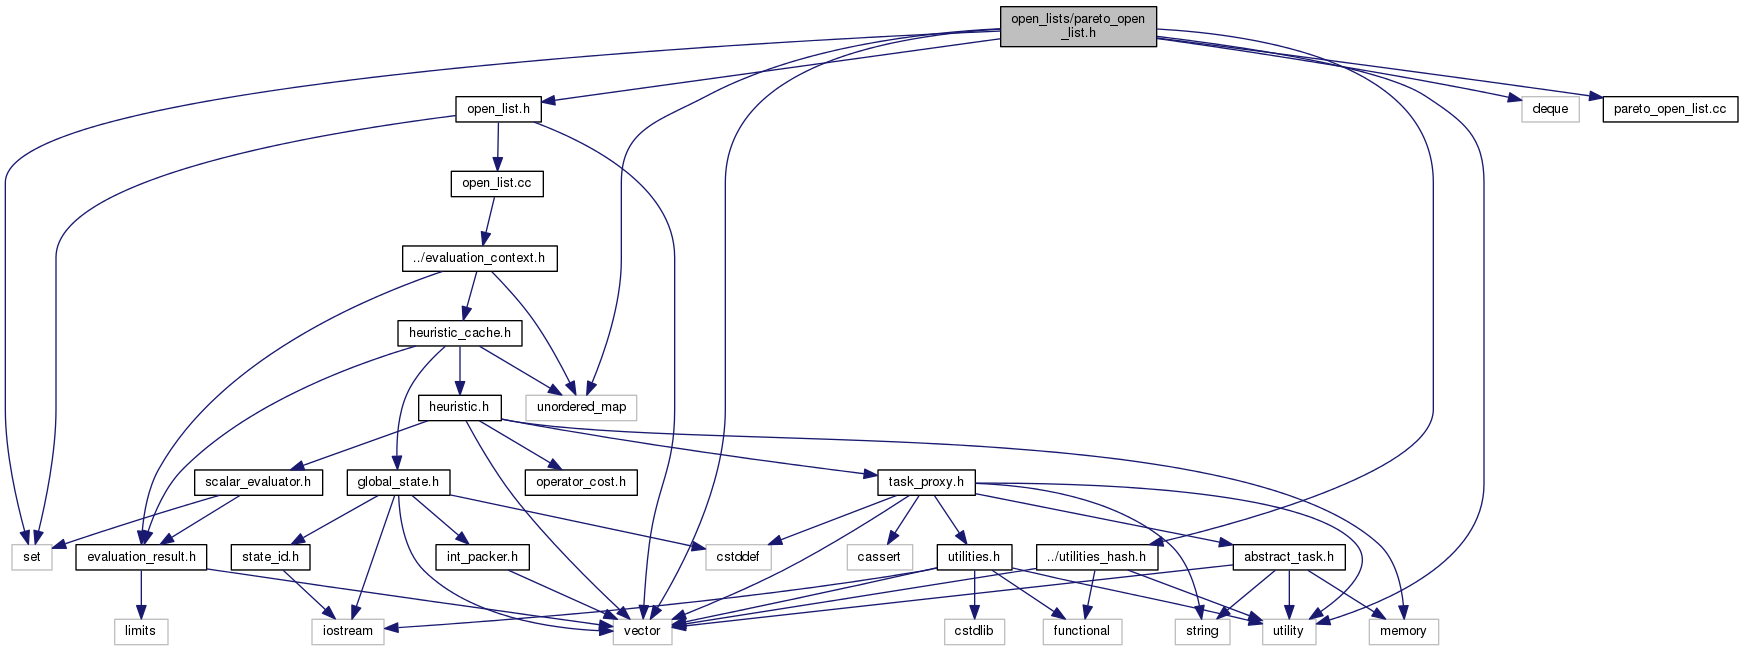 open_lists/pareto_open
_list.h
open_list.h
deque
pareto_open_list.cc
open_list.cc
../evaluation_context.h
heuristic_cache.h
heuristic.h
unordered_map
scalar_evaluator.h
global_state.h
operator_cost.h
task_proxy.h
set
evaluation_result.h
state_id.h
int_packer.h
cstddef
cassert
utilities.h
../utilities_hash.h
abstract_task.h
limits
iostream
vector
cstdlib
functional
string
utility
memory